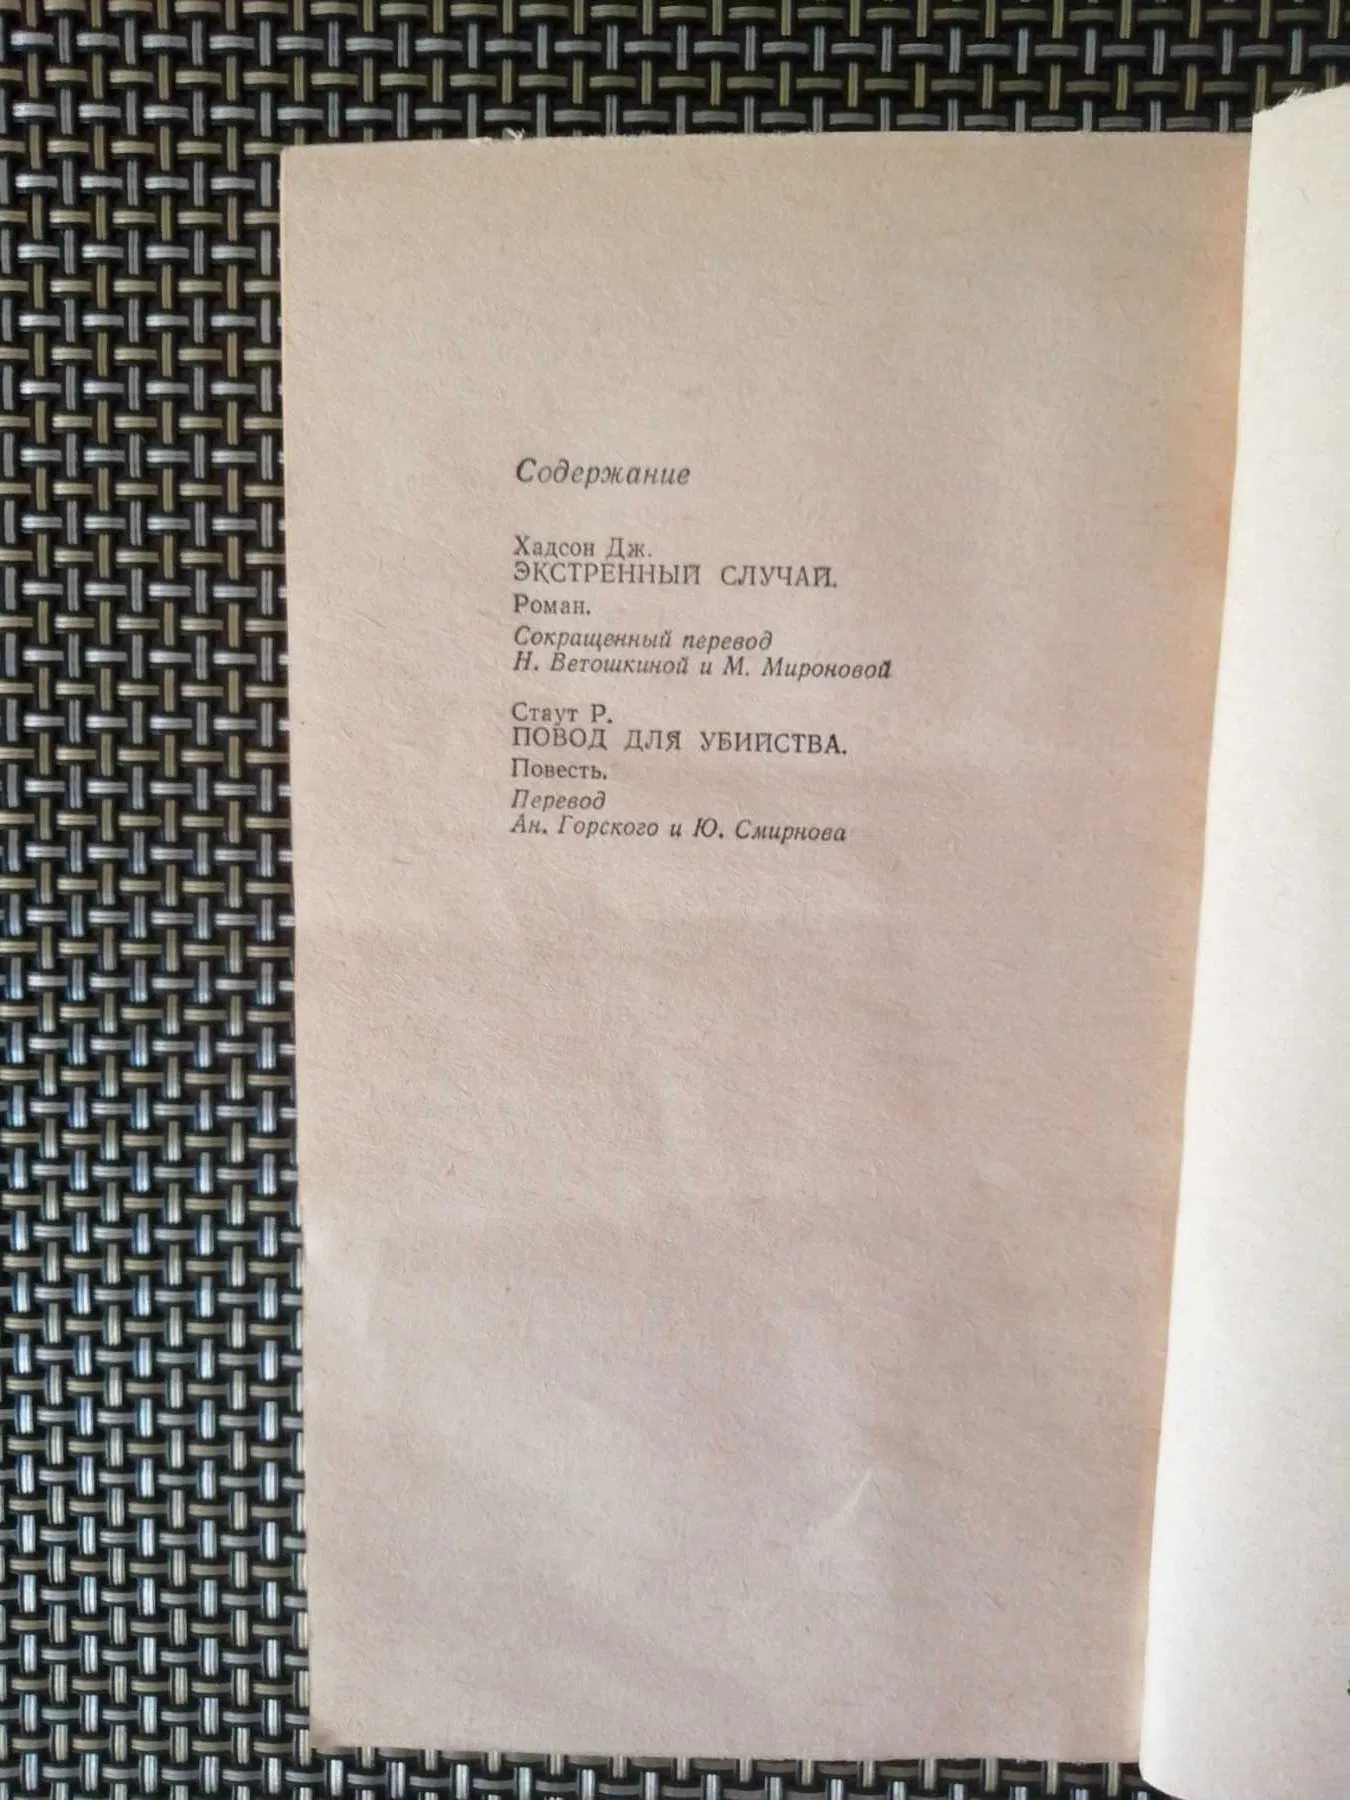 Содержание
Хадсон Дж.
ЭКСТРЕННЫЙ СЛУЧАЙ.
Роман.
Сокращенный перевод
Н. Ветошкиной и М. Мироновой
Стаут Р.
ПОВОД ДЛЯ УБИЙСТВА.
Повесть.
Перевод
Ан. Горского и Ю. Смирнова